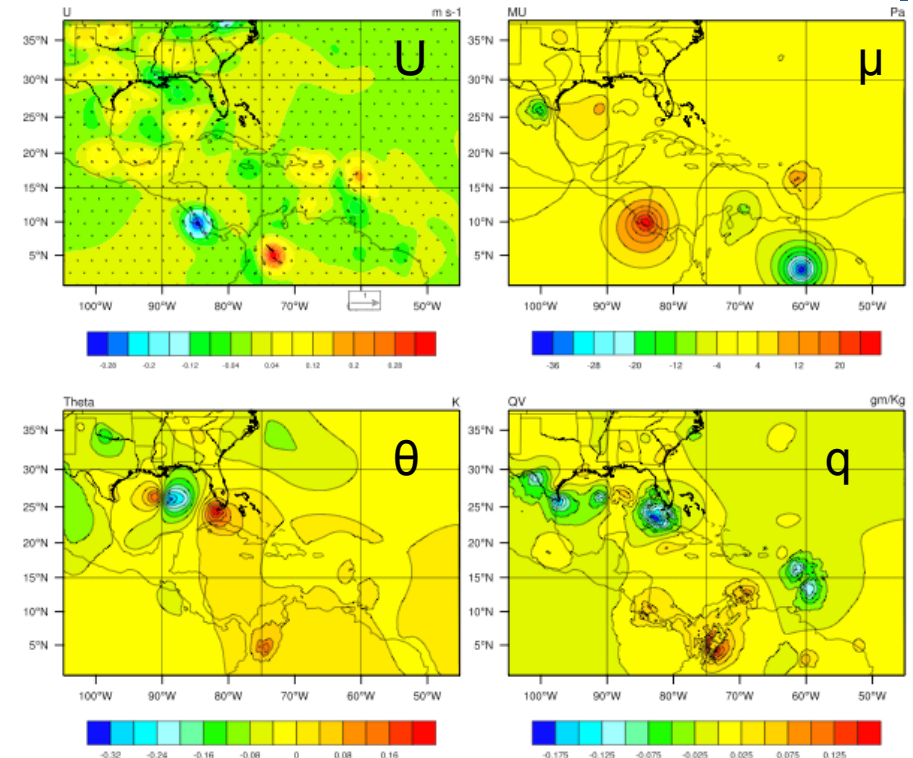 U m s-1
U
35°N
30°N
25°N
20°N
15°N
10°N
5°N
100°W 90°W 80°W 70°W 50°W
1
-0.28 -0.2 -0.12 -0.04 0.04 0.12 0.2 0.28
MU Pa
μ
35°N
30°N
25°N
20°N
15°N
10°N
5°N
100°W 90°W 80°W 70°W 60°W 50°W
-36 -28 -20 -12 -4 4 12 20
Theta K
θ
35°N
30°N
25°N
20°N
15°N
10°N
5°N
100°W 90°W 80°W 70°W 60°W 50°W
-0.32 -0.24 -0.16 -0.08 0 0.08 0.16
QV gm/Kg
q
35°N
30°N
25°N
20°N
15°N
10°N
5°N
100°W 90°W 80°W 70°W 60°W 50°W
-0.175 -0.125 -0.075 -0.025 0.025 0.075 0.125